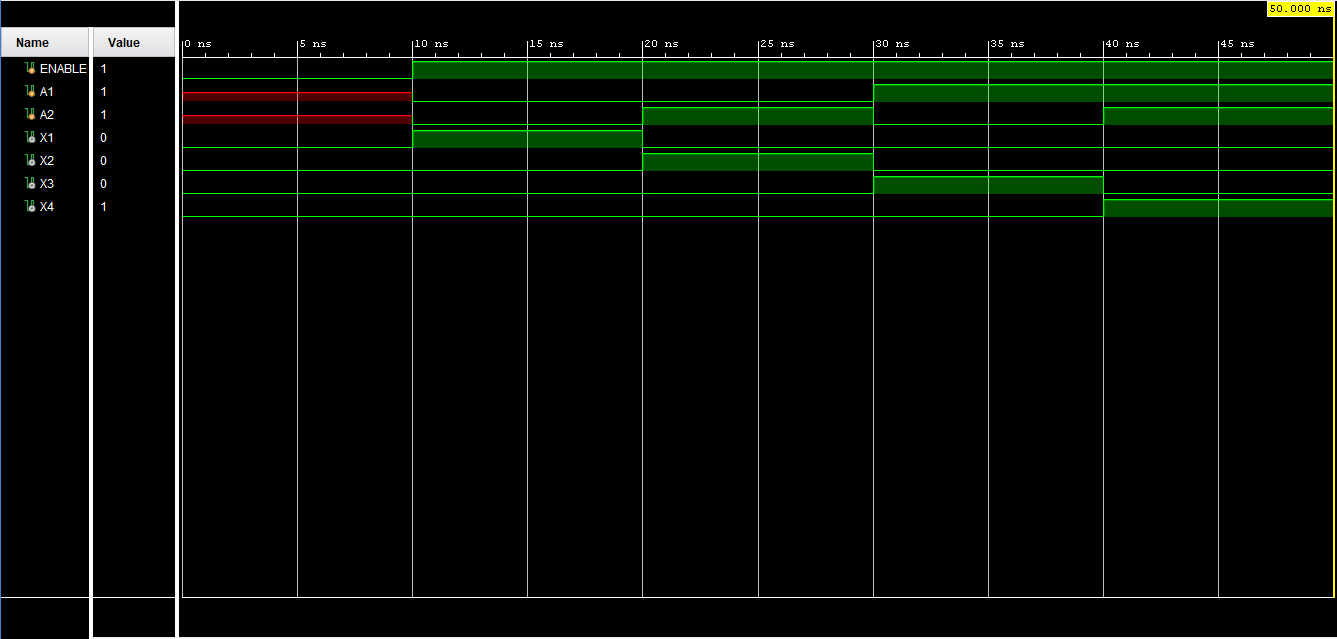 50.000 ns
Name Value
0 ns 5 ns 10 ns 15 ns 20 ns 25 ns 30 ns 35 ns 40 ns 45 ns
ENABLE 1
A1 1
A2 1
X1 0
X2 0
X3 0
X4 1